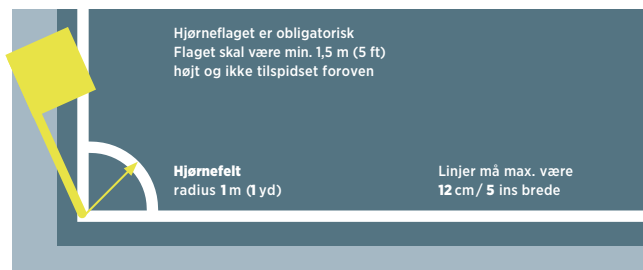 Hjørneflaget er obligatorisk
Flaget skal være min. 1,5 m (5 ft)
højt og ikke tilspidset foroven
Hjørnefelt
radius 1 m (1 yd)
Linjer må max. være
12 cm / 5 ins brede